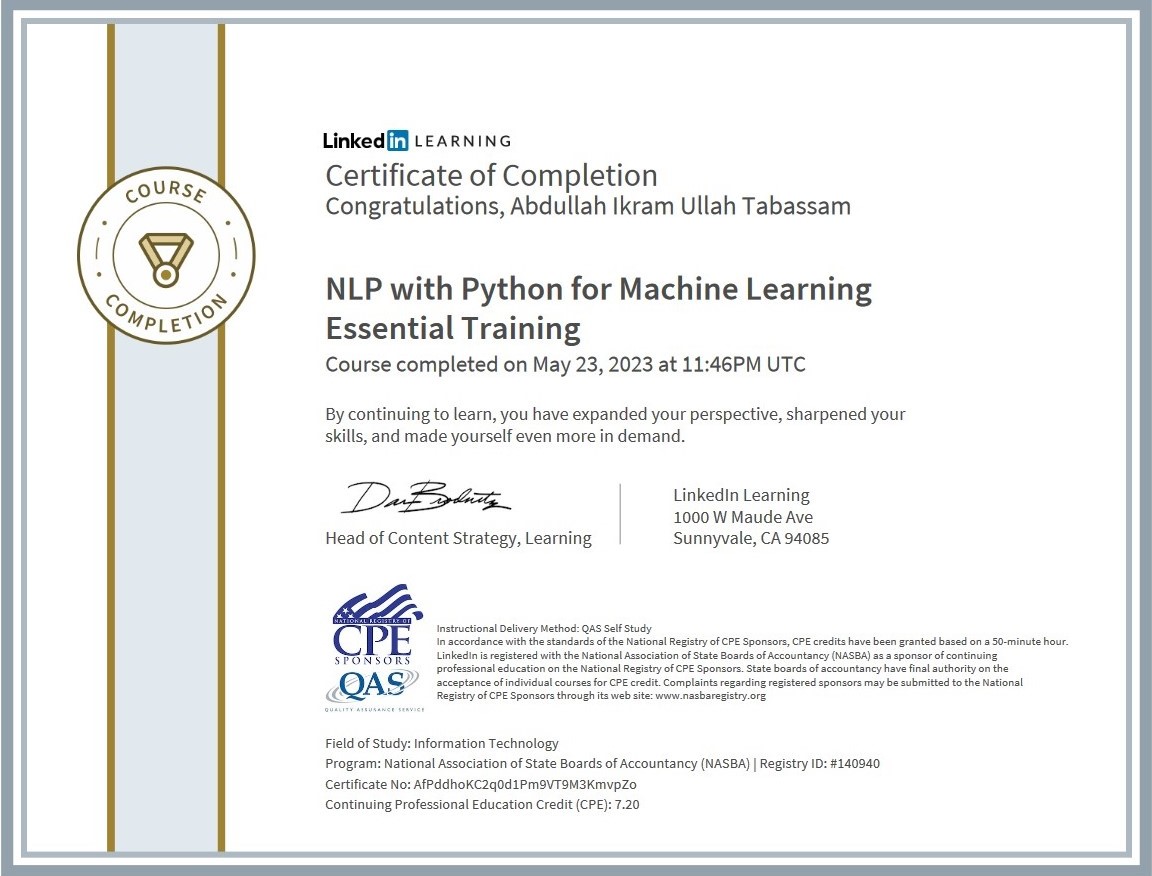 COURSE
COMPLETION
Linked in LEARNING
Certificate of Completion
Congratulations, Abdullah Ikram Ullah Tabassam
NLP with Python for Machine Learning
Essential Training
Course completed on May 23, 2023 at 11:46PM UTC
By continuing to learn, you have expanded your perspective, sharpened your
skills, and made yourself even more in demand.
Dan Brodnitz
Head of Content Strategy, Learning
LinkedIn Learning
1000 W Maude Ave
Sunnyvale, CA 94085
NATIONAL REGISTRY OF
CPE
SPONSORS
QAS
QUALITY ASSURANCE SERVICE
Instructional Delivery Method: QAS Self Study
In accordance with the standards of the National Registry of CPE Sponsors, CPE credits have been granted based on a 50-minute hour.
LinkedIn is registered with the National Association of State Boards of Accountancy (NASBA) as a sponsor of continuing
professional education on the National Registry of CPE Sponsors. State boards of accountancy have final authority on the
acceptance of individual courses for CPE credit. Complaints regarding registered sponsors may be submitted to the National
Registry of CPE Sponsors through its web site: www.nasbaregistry.org
Field of Study: Information Technology
Program: National Association of State Boards of Accountancy (NASBA) | Registry ID: #140940
Certificate No: AfPddhoKC2q0d1Pm9VT9M3KmvpZo
Continuing Professional Education Credit (CPE): 7.20